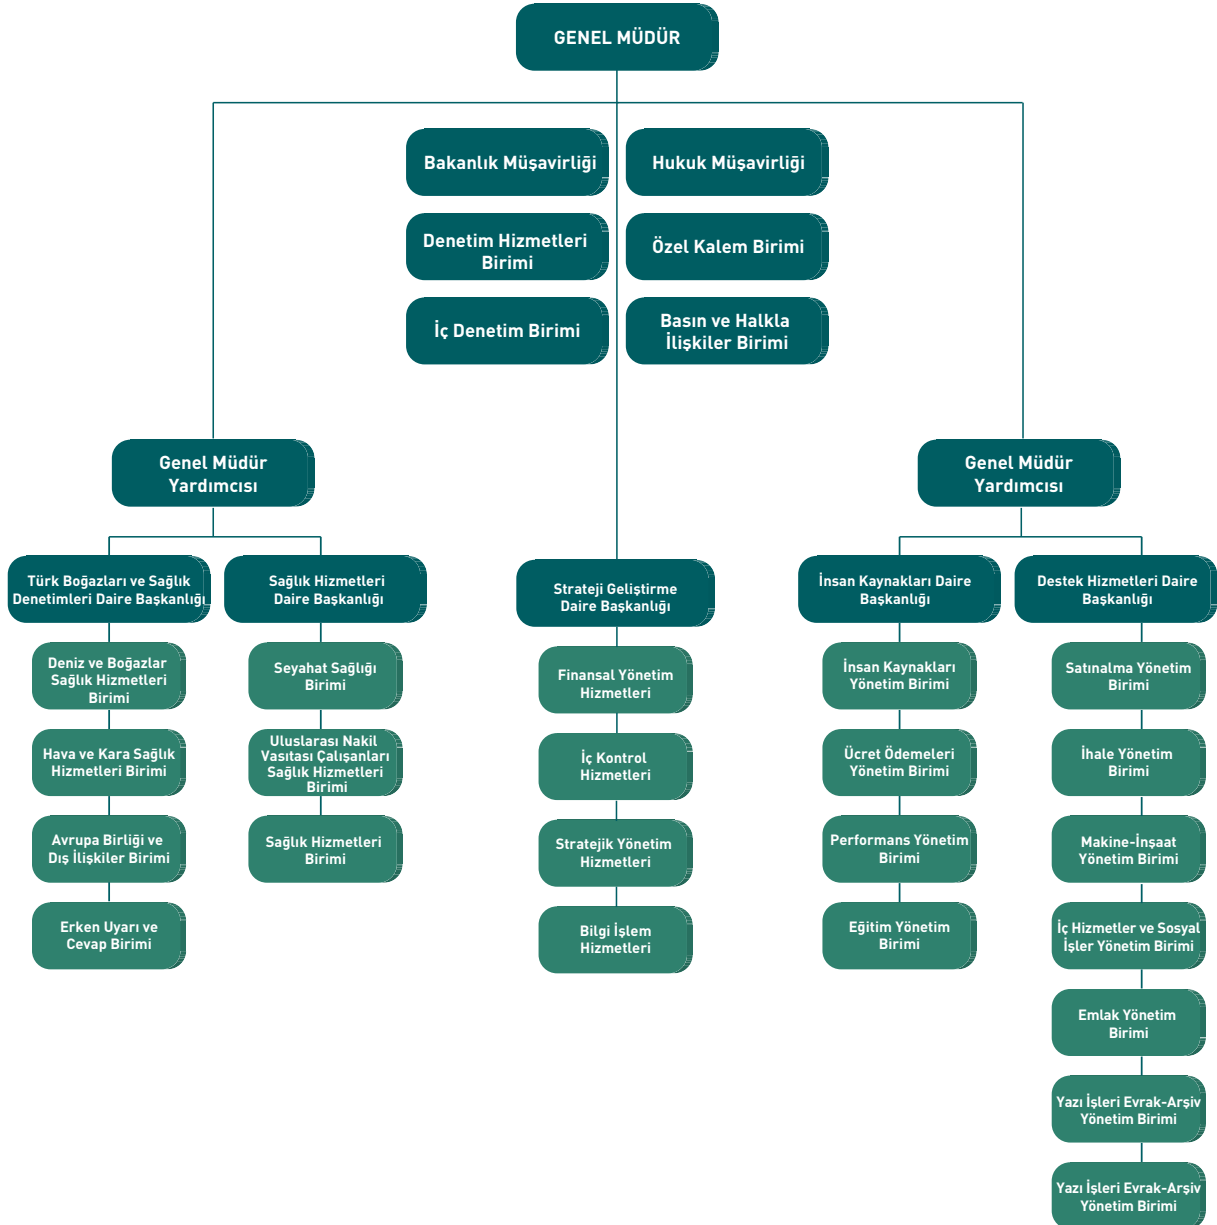 GENEL MÜDÜR
Bakanlık Müşavirliği
Hukuk Müşavirliği
Denetim Hizmetleri
Birimi
Özel Kalem Birimi
İç Denetim Birimi
Basın ve Halkla
İlişkiler Birimi
Genel Müdür
Yardımcısı
Genel Müdür
Yardımcısı
Türk Boğazları ve Sağlık
Denetimleri Daire Başkanlığı
Deniz ve Boğazlar
Sağlık Hizmetleri
Birimi
Hava ve Kara Sağlık
Hizmetleri Birimi
Avrupa Birliği ve
Dış İlişkiler Birimi
Erken Uyarı ve
Cevap Birimi
Sağlık Hizmetleri
Daire Başkanlığı
Seyahat Sağlığı
Birimi
Uluslarası Nakil
Vasıtası Çalışanları
Sağlık Hizmetleri
Birimi
Sağlık Hizmetleri
Birimi
Strateji Geliştirme
Daire Başkanlığı
Finansal Yönetim
Hizmetleri
İç Kontrol
Hizmetleri
Stratejik Yönetim
Hizmetleri
Bilgi İşlem
Hizmetleri
İnsan Kaynakları Daire
Başkanlığı
İnsan Kaynakları
Yönetim Birimi
Ücret Ödemeleri
Yönetim Birimi
Performans Yönetim
Birimi
Eğitim Yönetim
Birimi
Destek Hizmetleri Daire
Başkanlığı
Satınalma Yönetim
Birimi
İhale Yönetim
Birimi
Makine-İnşaat
Yönetim Birimi
İç Hizmetler ve Sosyal
İşler Yönetim Birimi
Emlak Yönetim
Birimi
Yazı İşleri Evrak-Arşiv
Yönetim Birimi
Yazı İşleri Evrak-Arşiv
Yönetim Birimi